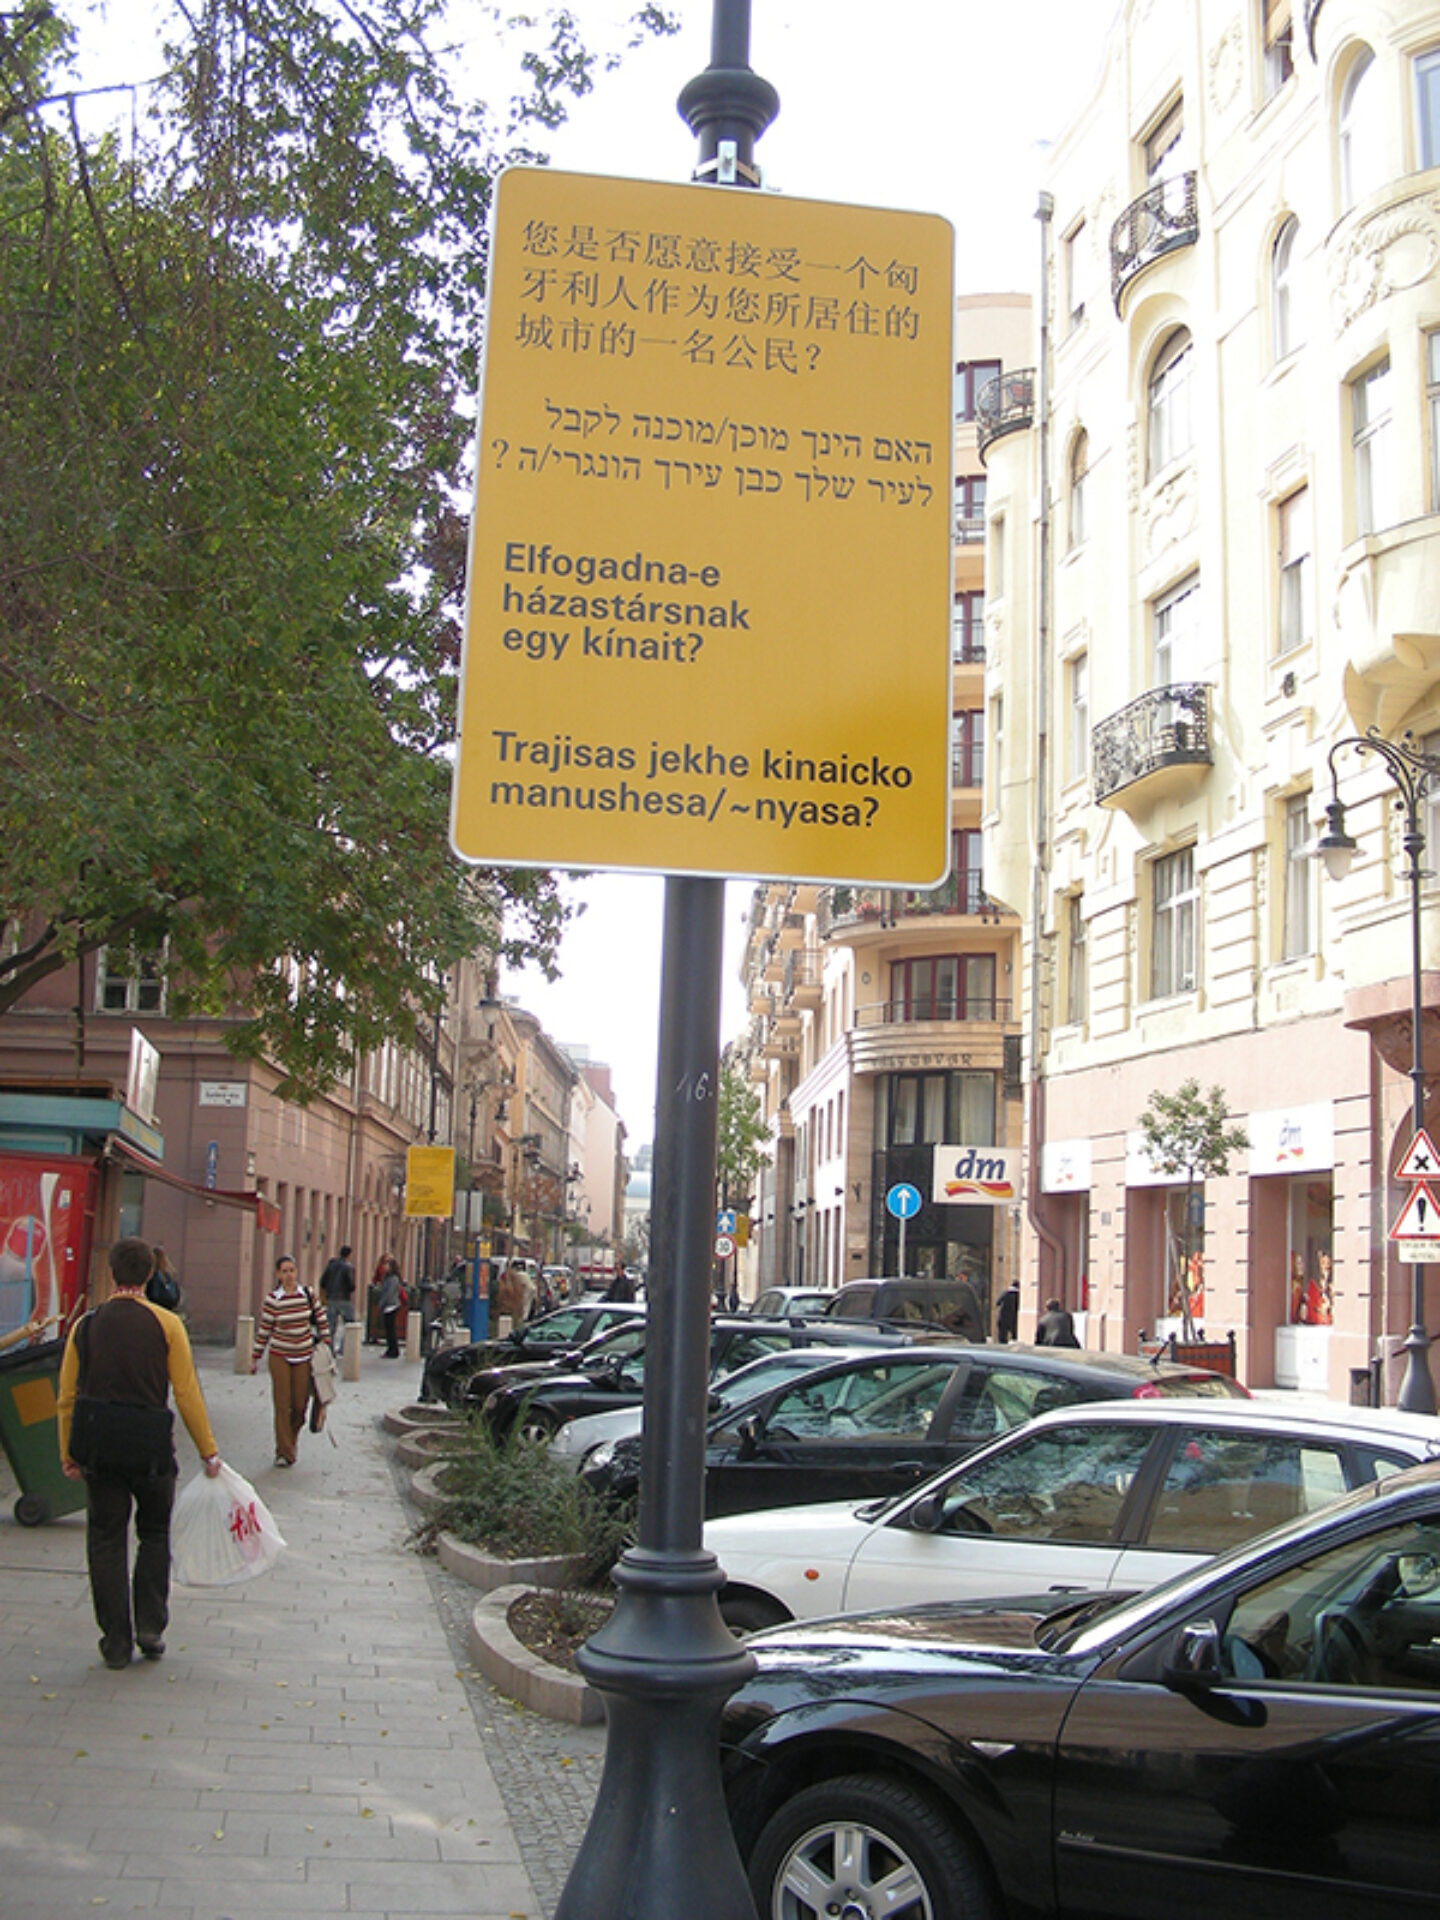 您是否愿意接受一个匈
牙利人作为您所居住的
城市的一名公民？
האם הינך מוכן/מוכנה לקבל
לעיר שלך כבן עירך הונגרי/ה ?
Elfogadna-e
házastársnak
egy kínait?
Trajisas jekhe kinaicko
manushesa/~nyasa?
16.
dm
dm
30
H&M